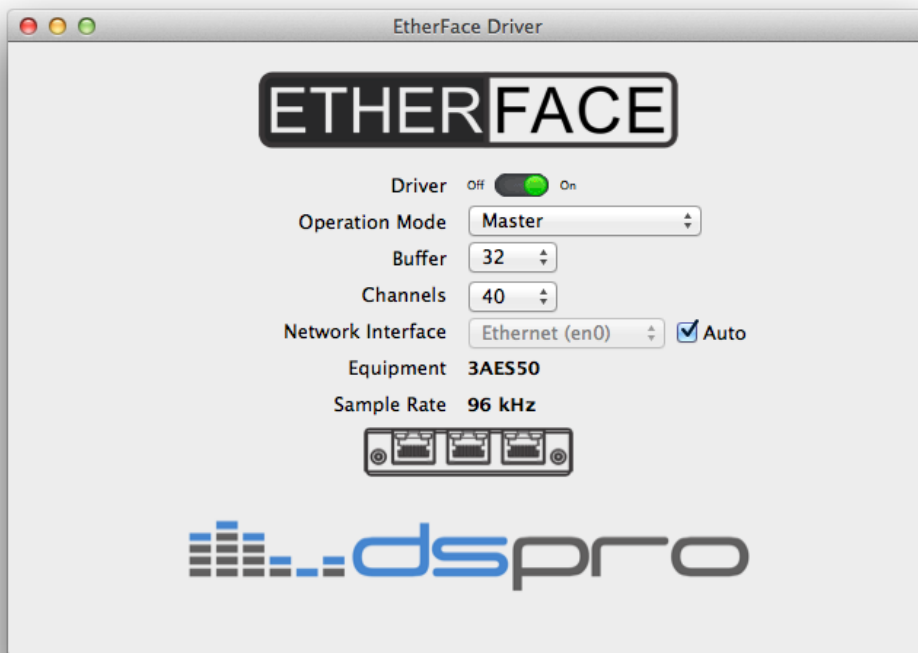 EtherFace Driver
ETHERFACE
Driver Off On
Operation Mode Master
Buffer 32
Channels 40
Network Interface Ethernet (en0) Auto
Equipment 3AES50
Sample Rate 96 kHz
dspro